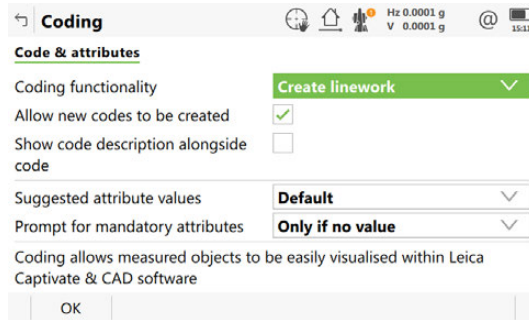 Coding
Hz 0.0001 g
V 0.0001 g
@
Code & attributes
Coding functionality Create linework
Allow new codes to be created
Show code description alongside
code
Suggested attribute values Default
Prompt for mandatory attributes Only if no value
Coding allows measured objects to be easily visualised within Leica
Captivate & CAD software
OK